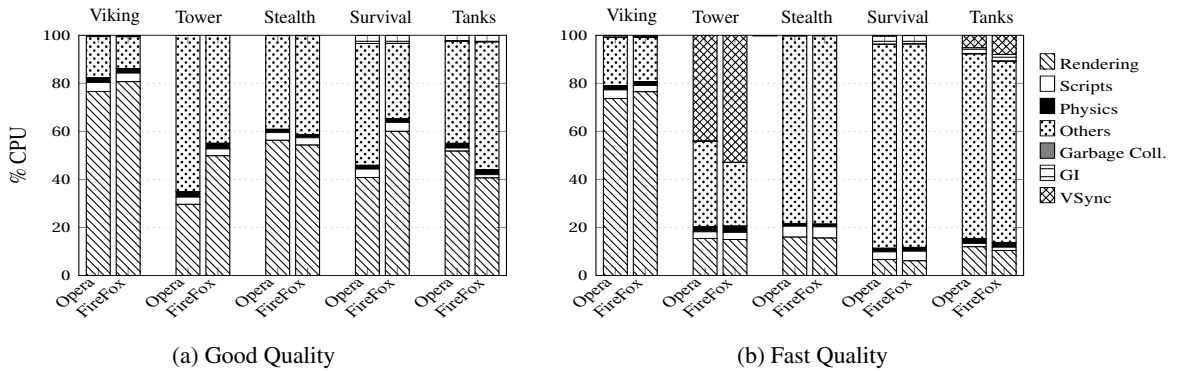 Viking Tower Stealth Survival Tanks
100
80
60
40
20
0
% CPU
Opera FireFox Opera FireFox Opera FireFox Opera FireFox Opera FireFox
(a) Good Quality
Viking Tower Stealth Survival Tanks
100
80
60
40
20
0
Opera FireFox Opera FireFox Opera FireFox Opera FireFox Opera FireFox
(b) Fast Quality
Rendering
Scripts
Physics
Others
Garbage Coll.
GI
VSync